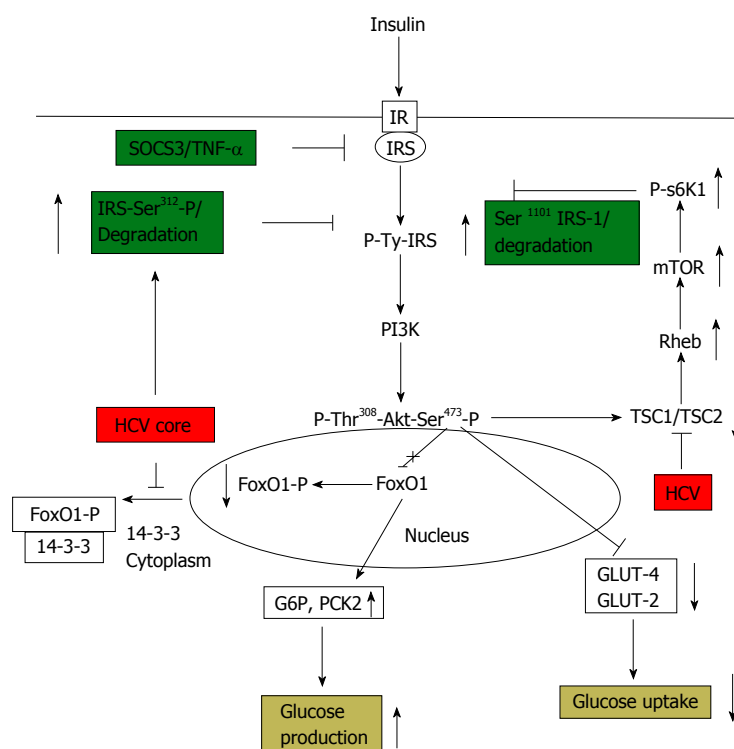 Insulin
IR
SOCS3/TNF-α
IRS
P-s6K1
IRS-Ser³¹²-P/
Degradation
Ser ¹¹⁰¹ IRS-1/
degradation
P-Ty-IRS
mTOR
PI3K
Rheb
HCV core
P-Thr³⁰⁸-Akt-Ser⁴⁷³-P
TSC1/TSC2
FoxO1-P
FoxO1
HCV
FoxO1-P
14-3-3
14-3-3
Cytoplasm
Nucleus
GLUT-4
GLUT-2
G6P, PCK2
Glucose uptake
Glucose
production